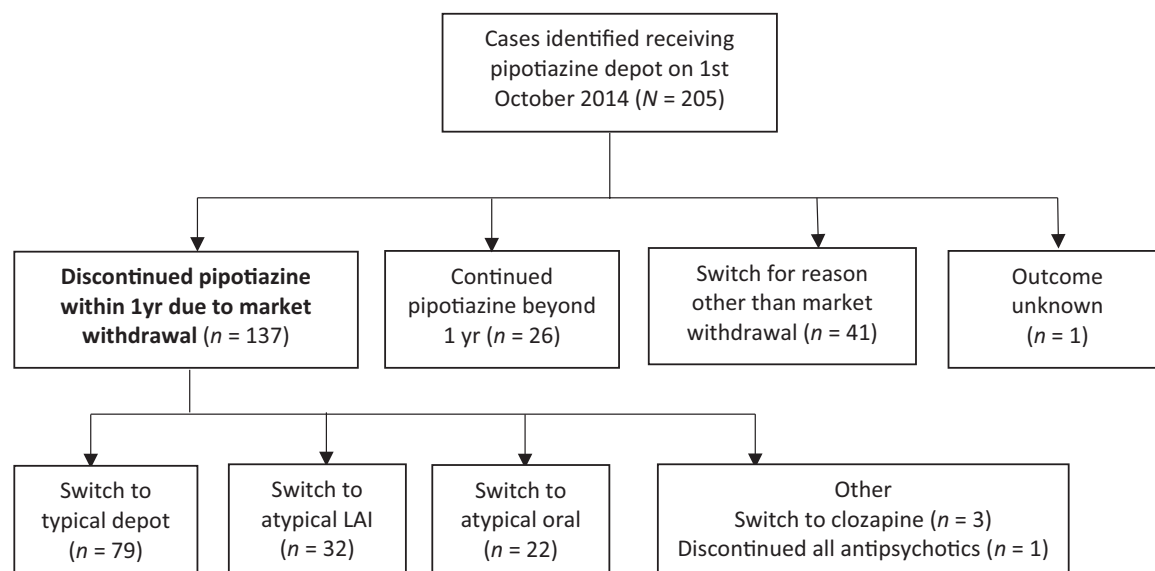 Cases identified receiving
pipotiazine depot on 1st
October 2014 (N = 205)
Discontinued pipotiazine
within 1yr due to market
withdrawal (n = 137)
Continued
pipotiazine beyond
1 yr (n = 26)
Switch for reason
other than market
withdrawal (n = 41)
Outcome
unknown
(n = 1)
Switch to
typical depot
(n = 79)
Switch to
atypical LAI
(n = 32)
Switch to
atypical oral
(n = 22)
Other
Switch to clozapine (n = 3)
Discontinued all antipsychotics (n = 1)